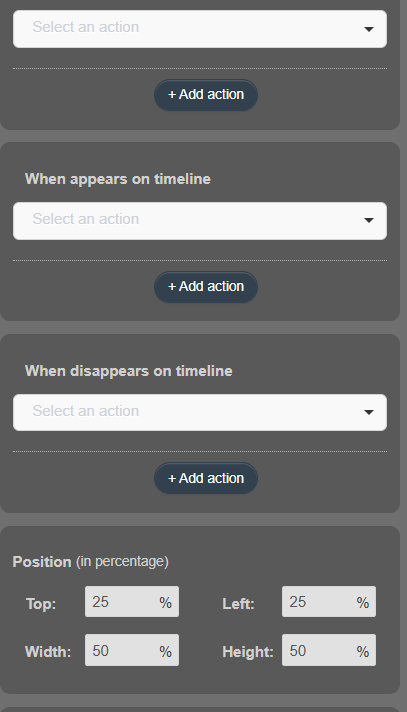 Select an action
+ Add action
When appears on timeline
Select an action
+ Add action
When disappears on timeline
Select an action
+ Add action
Position (in percentage)
Top: 25 % Left: 25 %
Width: 50 % Height: 50 %